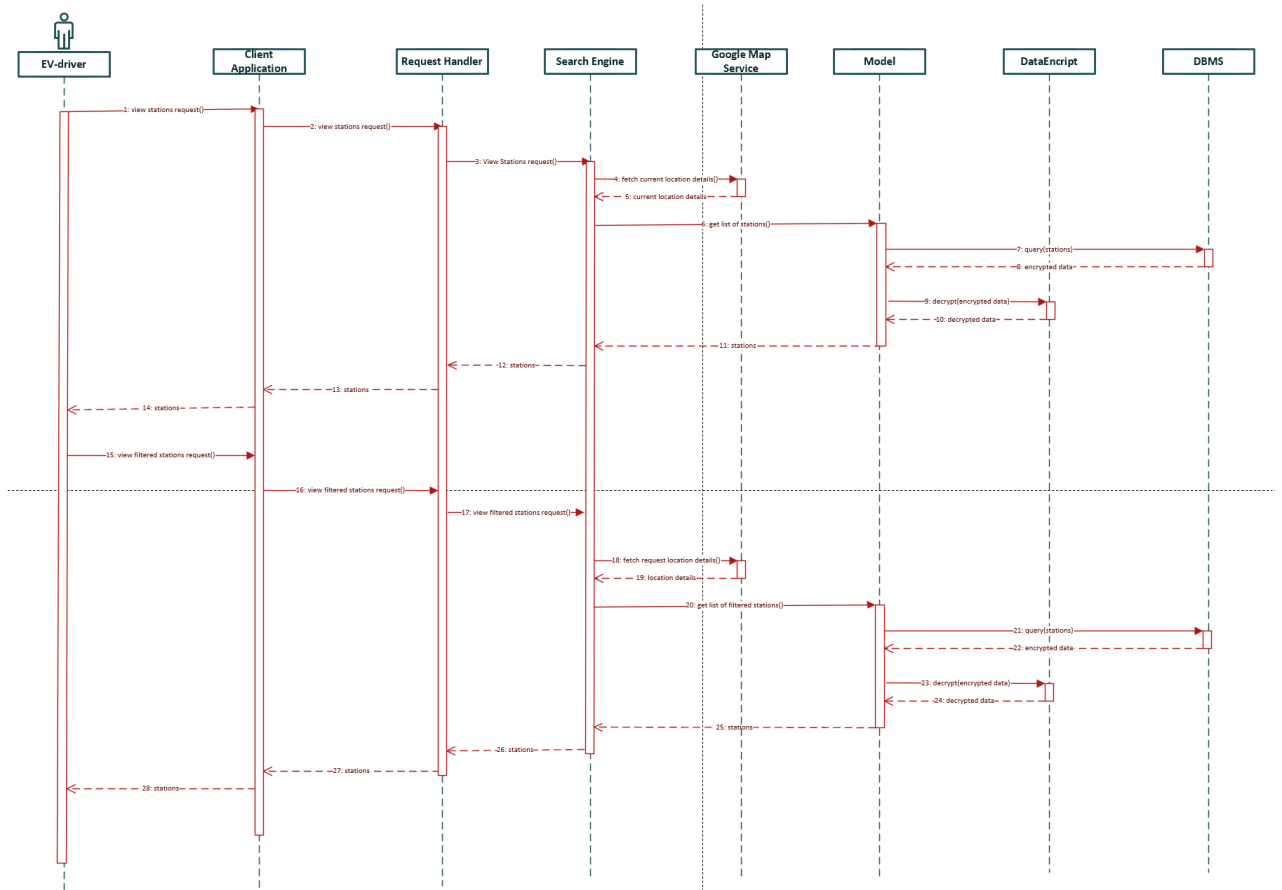 EV-driver
Client
Application
Request Handler
Search Engine
Google Map
Service
Model
DataEncript
DBMS
1: view stations request()
2: view stations request()
3: View Stations request()
4: fetch current location details()
5: current location details
6: get list of stations()
7: query(stations)
8: encrypted data
9: decrypt(encrypted data)
10: decrypted data
11: stations
12: stations
13: stations
14: stations
15: view filtered stations request()
16: view filtered stations request()
17: view filtered stations request()
18: fetch request location details()
19: location details
20: get list of filtered stations()
21: query(stations)
22: encrypted data
23: decrypt(encrypted data)
24: decrypted data
25: stations
26: stations
27: stations
28: stations